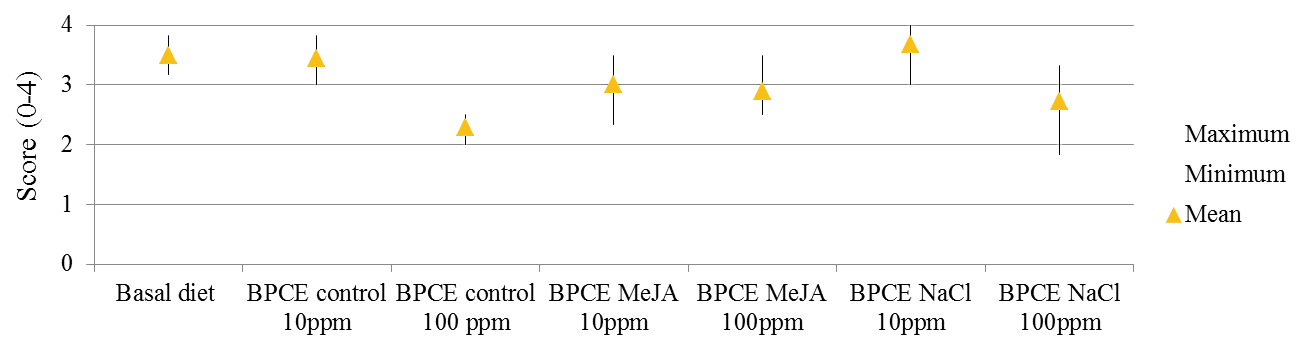 Score (0-4)
4
3
2
1
0
Basal diet
BPCE control
10ppm
BPCE control
100 ppm
BPCE MeJA
10ppm
BPCE MeJA
100ppm
BPCE NaCl
10ppm
BPCE NaCl
100ppm
Maximum
Minimum
Mean